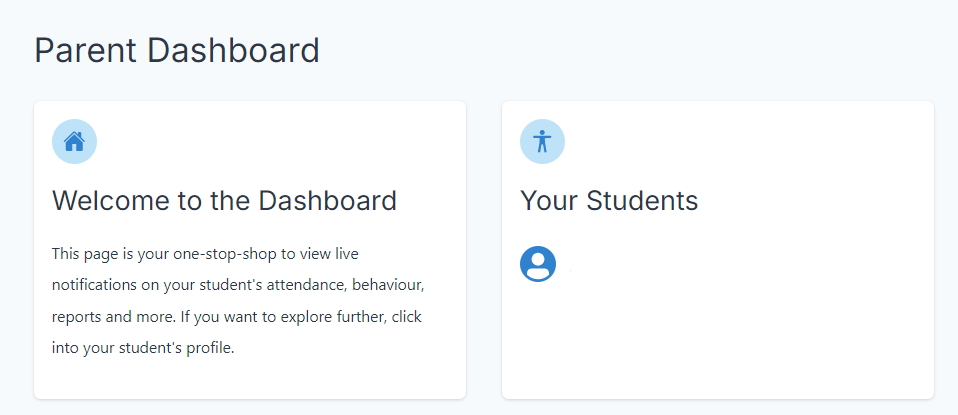 Parent Dashboard
Welcome to the Dashboard
This page is your one-stop-shop to view live
notifications on your student's attendance, behaviour,
reports and more. If you want to explore further, click
into your student's profile.
Your Students